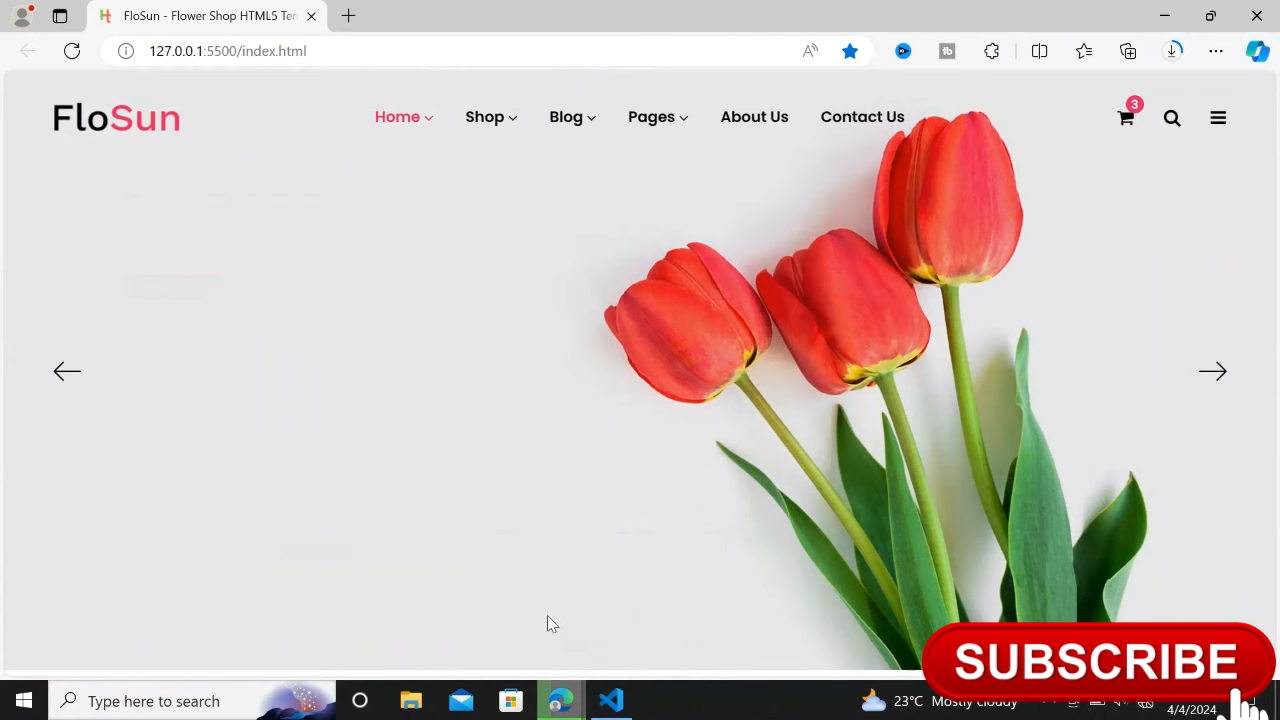 FloSun - Flower Shop HTML5 Ten
127.0.0.1:5500/index.html
FloSun
Home
Shop
Blog
Pages
About Us
Contact Us
3
SUBSCRIBE
Type here to search
23°C Mostly cloudy
4/4/2024